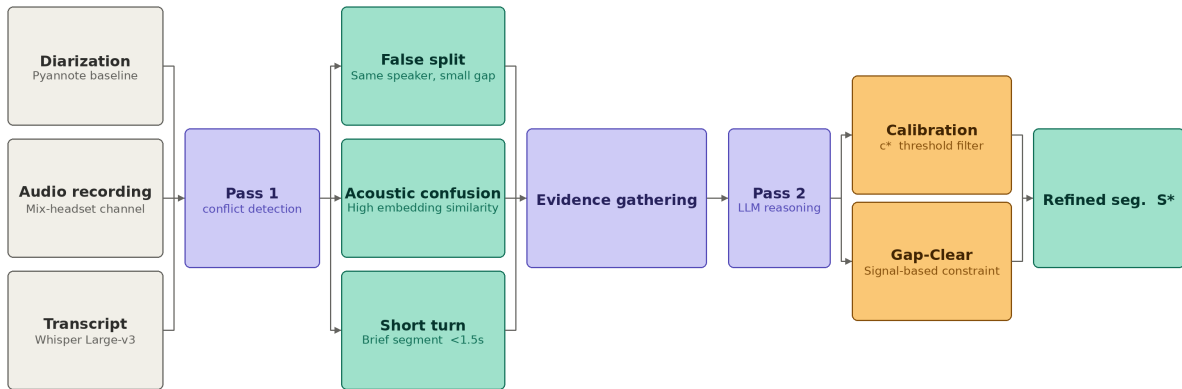 Diarization
Pyannote baseline
Audio recording
Mix-headset channel
Transcript
Whisper Large-v3
Pass 1
conflict detection
False split
Same speaker, small gap
Acoustic confusion
High embedding similarity
Short turn
Brief segment <1.5s
Evidence gathering
Pass 2
LLM reasoning
Calibration
c* threshold filter
Gap-Clear
Signal-based constraint
Refined seg. S*